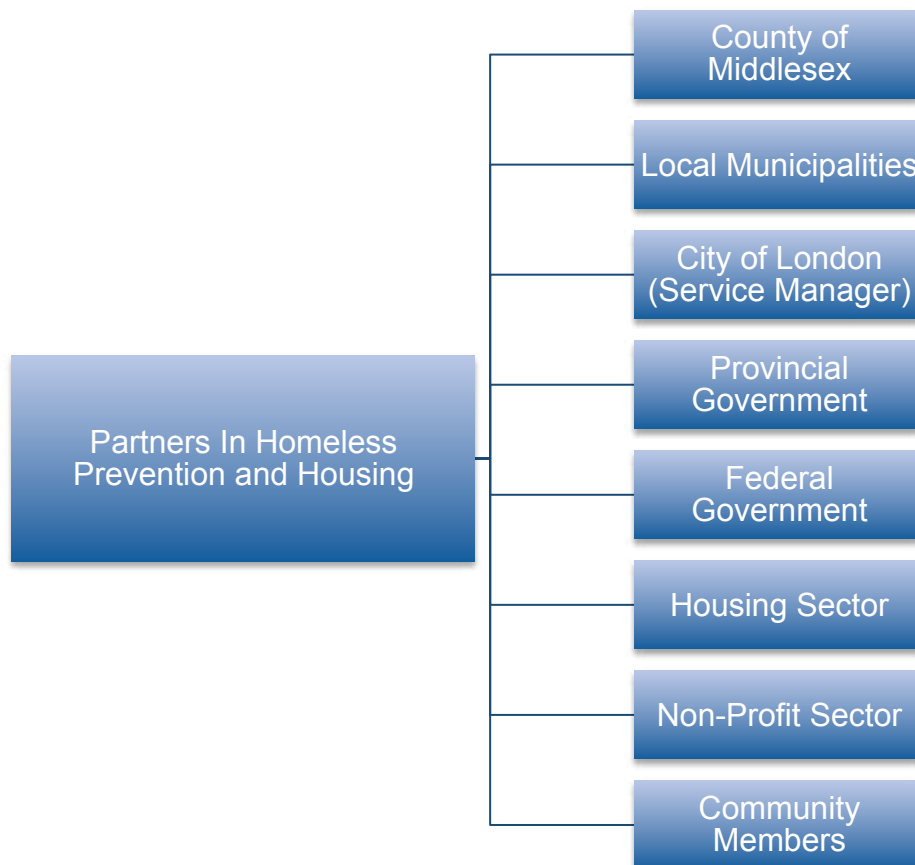 County of
Middlesex
Local Municipalities
City of London
(Service Manager)
Provincial
Government
Partners In Homeless
Prevention and Housing
Federal
Government
Housing Sector
Non-Profit Sector
Community
Members